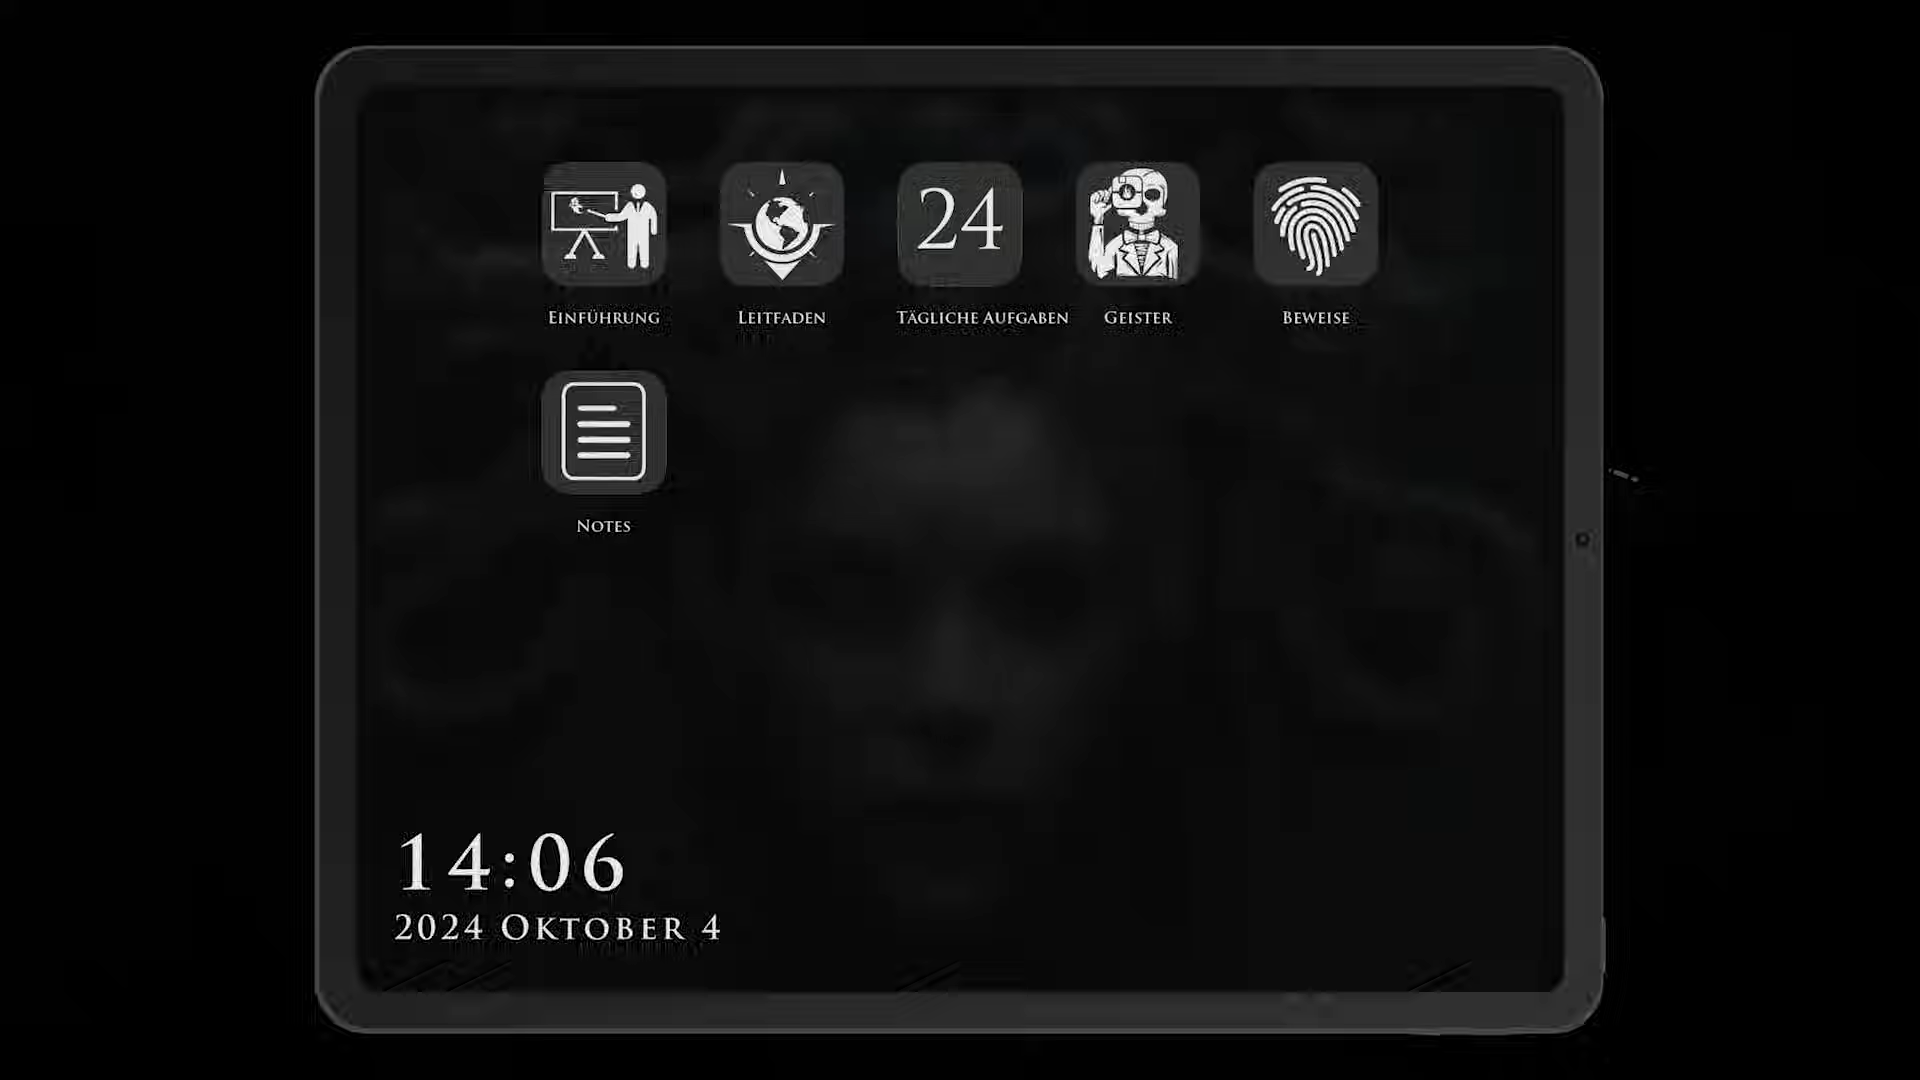 24
Einführung
Leitfaden
Tägliche Aufgaben
Geister
Beweise
Notes
14:06
2024 Oktober 4